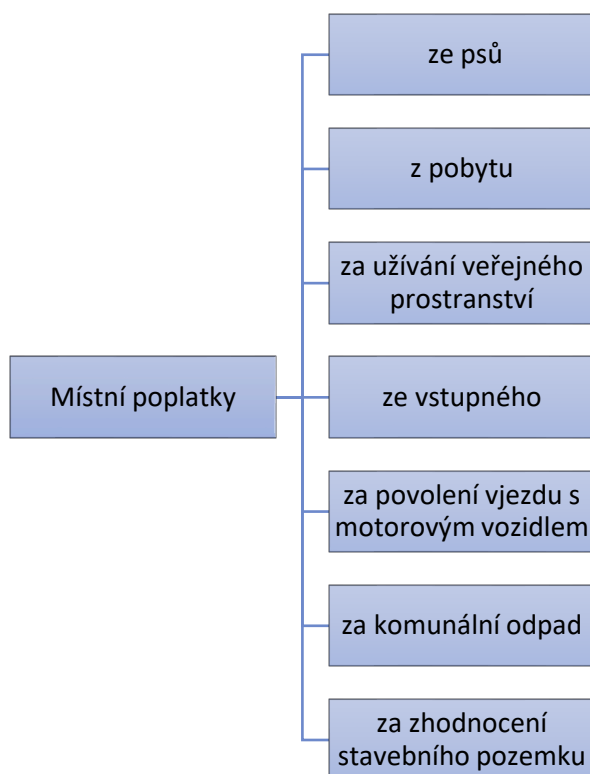 Místní poplatky
ze psů
z pobytu
za užívání veřejného
prostranství
ze vstupného
za povolení vjezdu s
motorovým vozidlem
za komunální odpad
za zhodnocení
stavebního pozemku